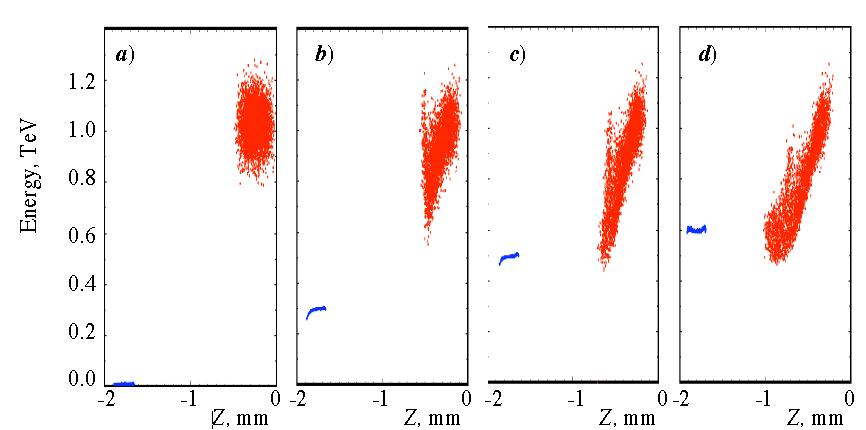 a) b) c) d)
Energy, TeV
1.2
1.0
0.8
0.6
0.4
0.2
0.0
-2 -1 0 -2 -1 0 -2 -1 0 -2 -1 0
Z, mm Z, mm Z, mm Z, mm